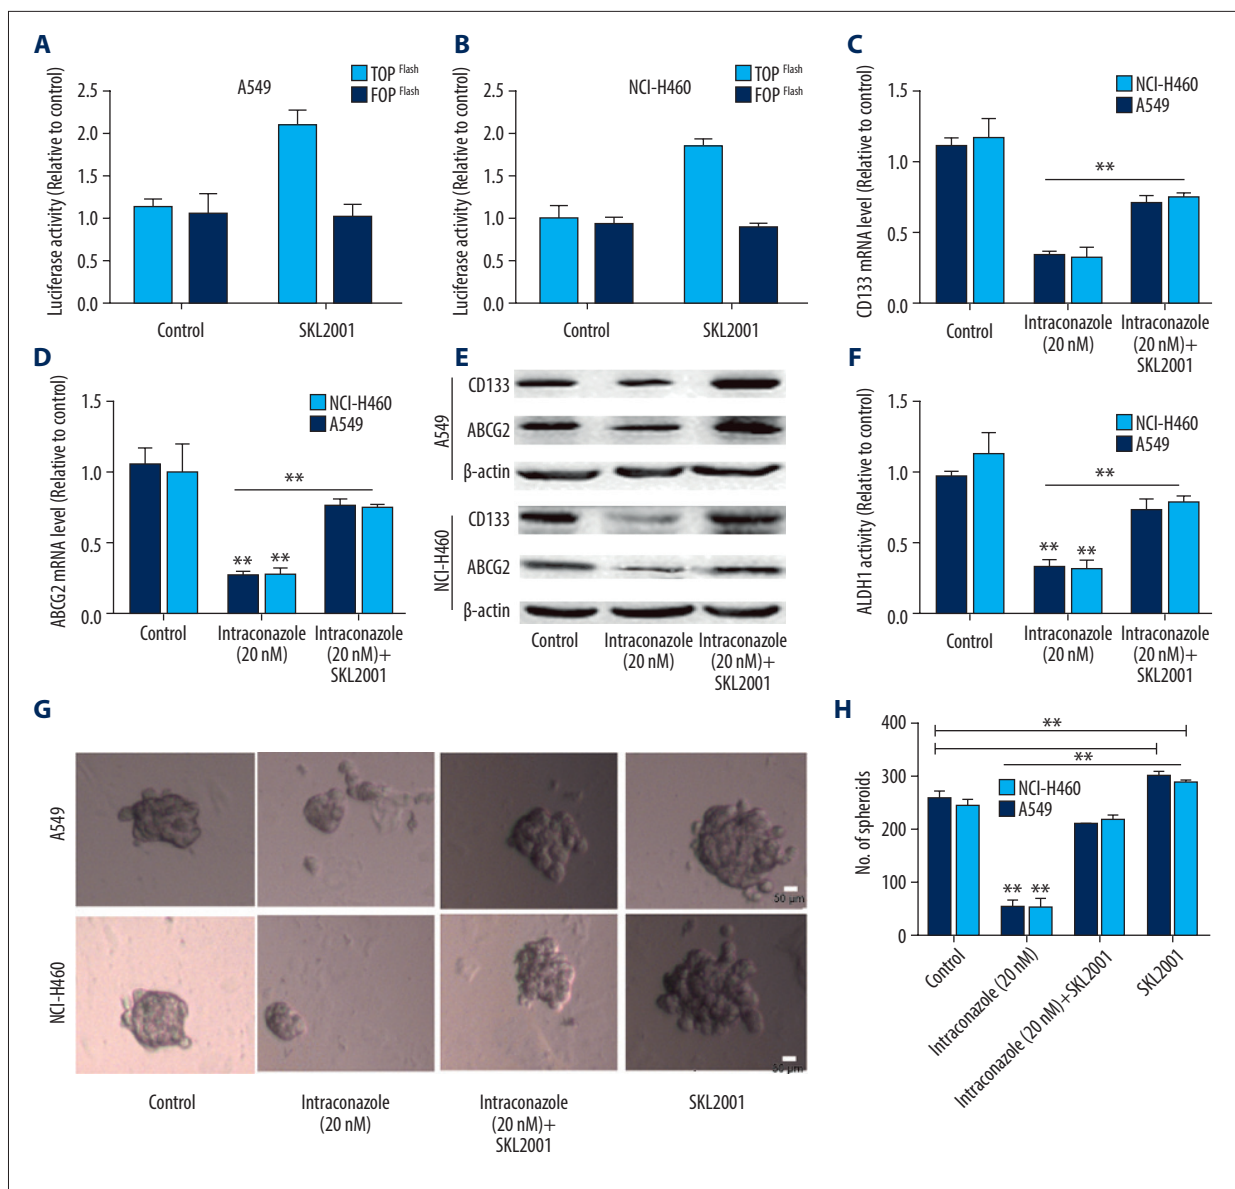 A
TOP Flash
FOP Flash
A549
Luciferase activity (Relative to control)
2.5
2.0
1.5
1.0
0.5
0.0
Control
SKL2001
B
TOP Flash
FOP Flash
NCI-H460
Luciferase activity (Relative to control)
2.5
2.0
1.5
1.0
0.5
0.0
Control
SKL2001
C
NCI-H460
A549
CD133 mRNA level (Relative to control)
1.5
1.0
0.5
0.0
**
Control
Intraconazole
(20 nM)
Intraconazole
(20 nM)+
SKL2001
D
NCI-H460
A549
ABCG2 mRNA level (Relative to control)
1.5
1.0
0.5
0.0
**
** **
Control
Intraconazole
(20 nM)
Intraconazole
(20 nM)+
SKL2001
E
A549
CD133
ABCG2
β-actin
NCI-H460
CD133
ABCG2
β-actin
Control
Intraconazole
(20 nM)
Intraconazole
(20 nM)+
SKL2001
F
NCI-H460
A549
ALDH1 activity (Relative to control)
1.5
1.0
0.5
0.0
**
** **
Control
Intraconazole
(20 nM)
Intraconazole
(20 nM)+
SKL2001
G
A549
50 µm
NCI-H460
50 µm
Control
Intraconazole
(20 nM)
Intraconazole
(20 nM)+
SKL2001
SKL2001
H
No. of spheroids
400
300
200
100
0
**
**
NCI-H460
A549
** **
Control
Intraconazole (20 nM)
Intraconazole (20 nM)+SKL2001
SKL2001